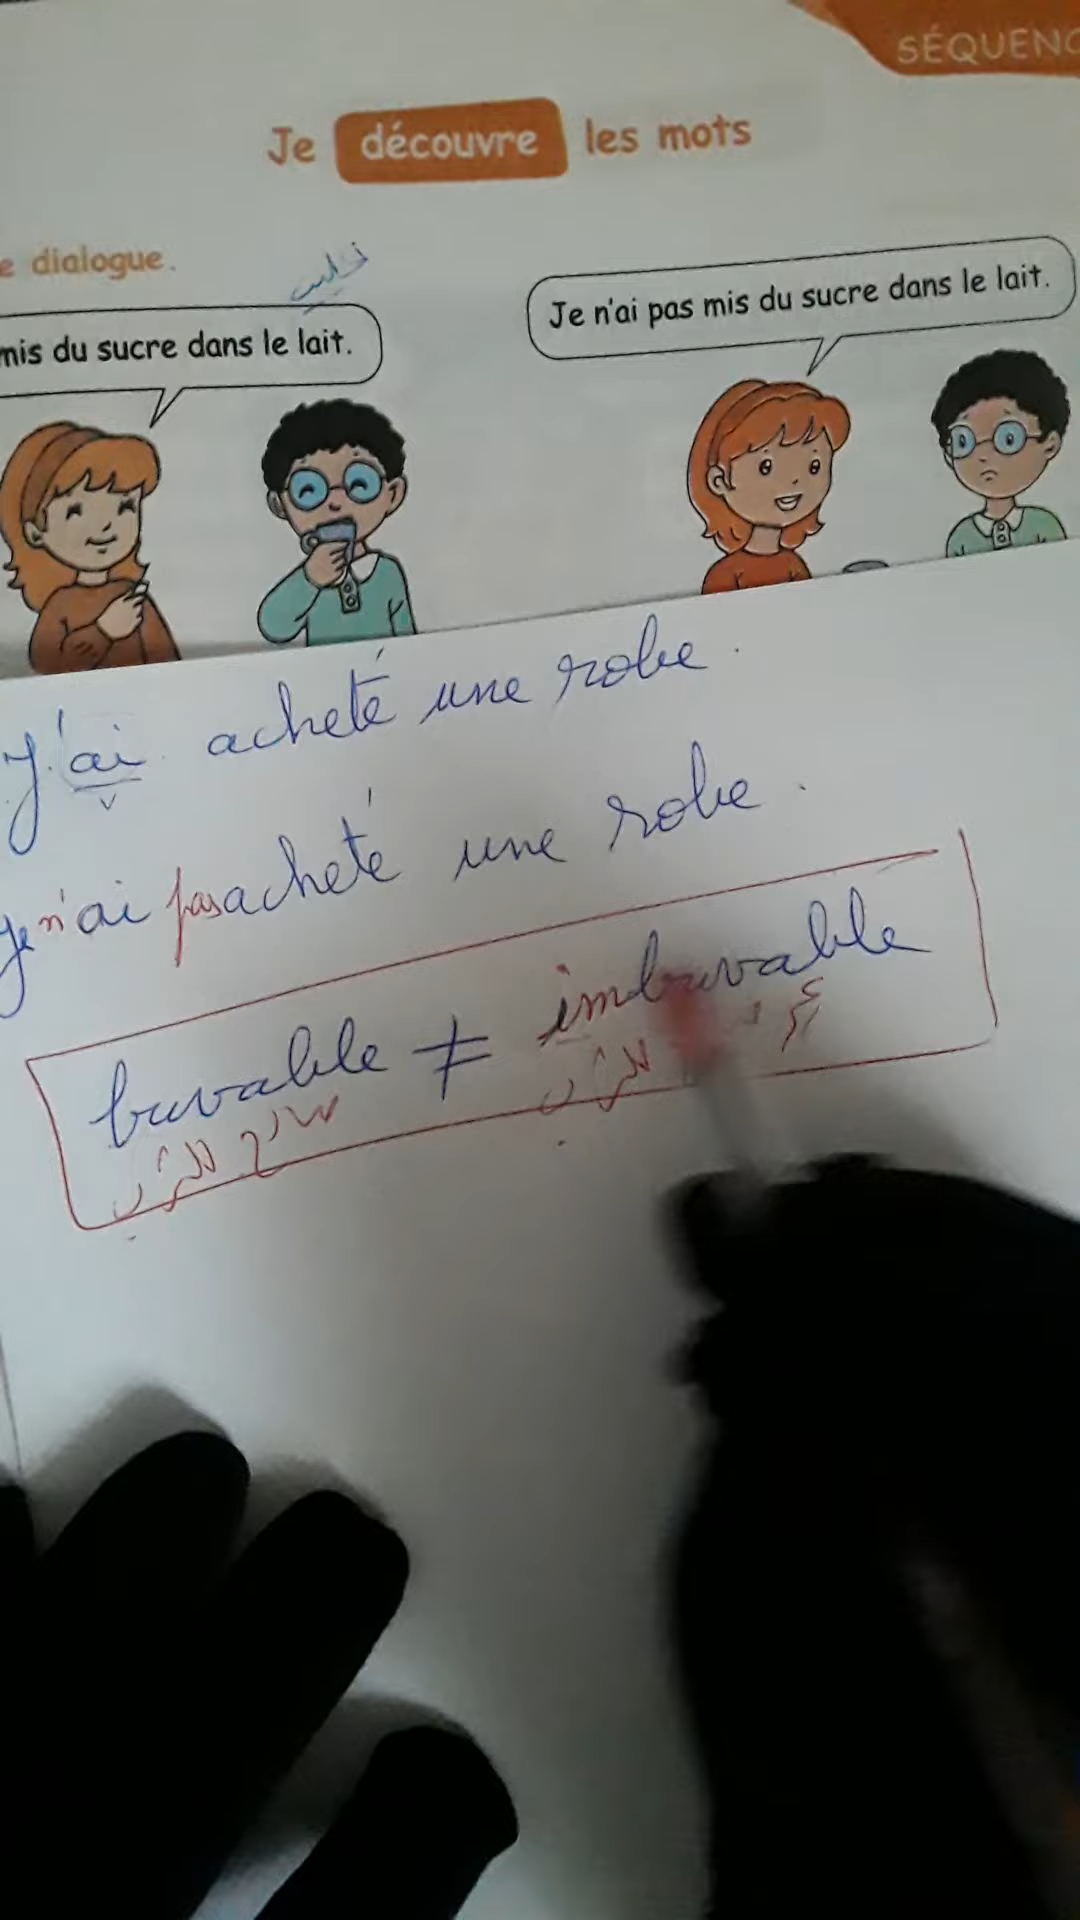 SÉQUENC
Je découvre les mots
e dialogue.
mis du sucre dans le lait.
Je n'ai pas mis du sucre dans le lait.
J'ai acheté une robe.
Je n'ai pas acheté une robe.
buvable ≠ imbuvable